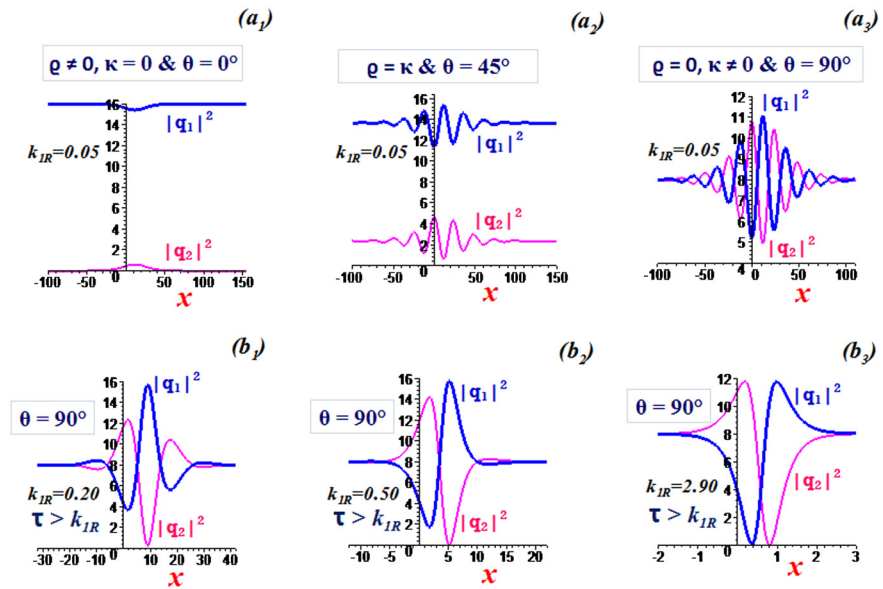 (a1)
ϱ ≠ 0, κ = 0 & θ = 0°
16
14
12
10
8
6
4
2
0
|q1|²
k1R=0.05
|q2|²
-100 -50 0 50 100 150
x
(a2)
ϱ = κ & θ = 45°
16
14
12
10
8
6
4
2
|q1|²
k1R=0.05
|q2|²
-100 -50 0 50 100 150
x
(a3)
ϱ = 0, κ ≠ 0 & θ = 90°
12
11
10
9
8
7
6
5
4
|q1|²
k1R=0.05
|q2|²
-100 -50 0 50 100
x
(b1)
θ = 90°
16
14
12
10
8
6
4
2
|q1|²
k1R=0.20
τ > k1R
|q2|²
-30 -20 -10 0 10 20 30 40
x
(b2)
θ = 90°
16
14
12
10
8
6
4
2
|q1|²
k1R=0.50
τ > k1R
|q2|²
-10 -5 0 5 10 15 20
x
(b3)
θ = 90°
12
10
8
6
4
2
|q1|²
k1R=2.90
τ > k1R
|q2|²
-2 -1 0 1 2 3
x